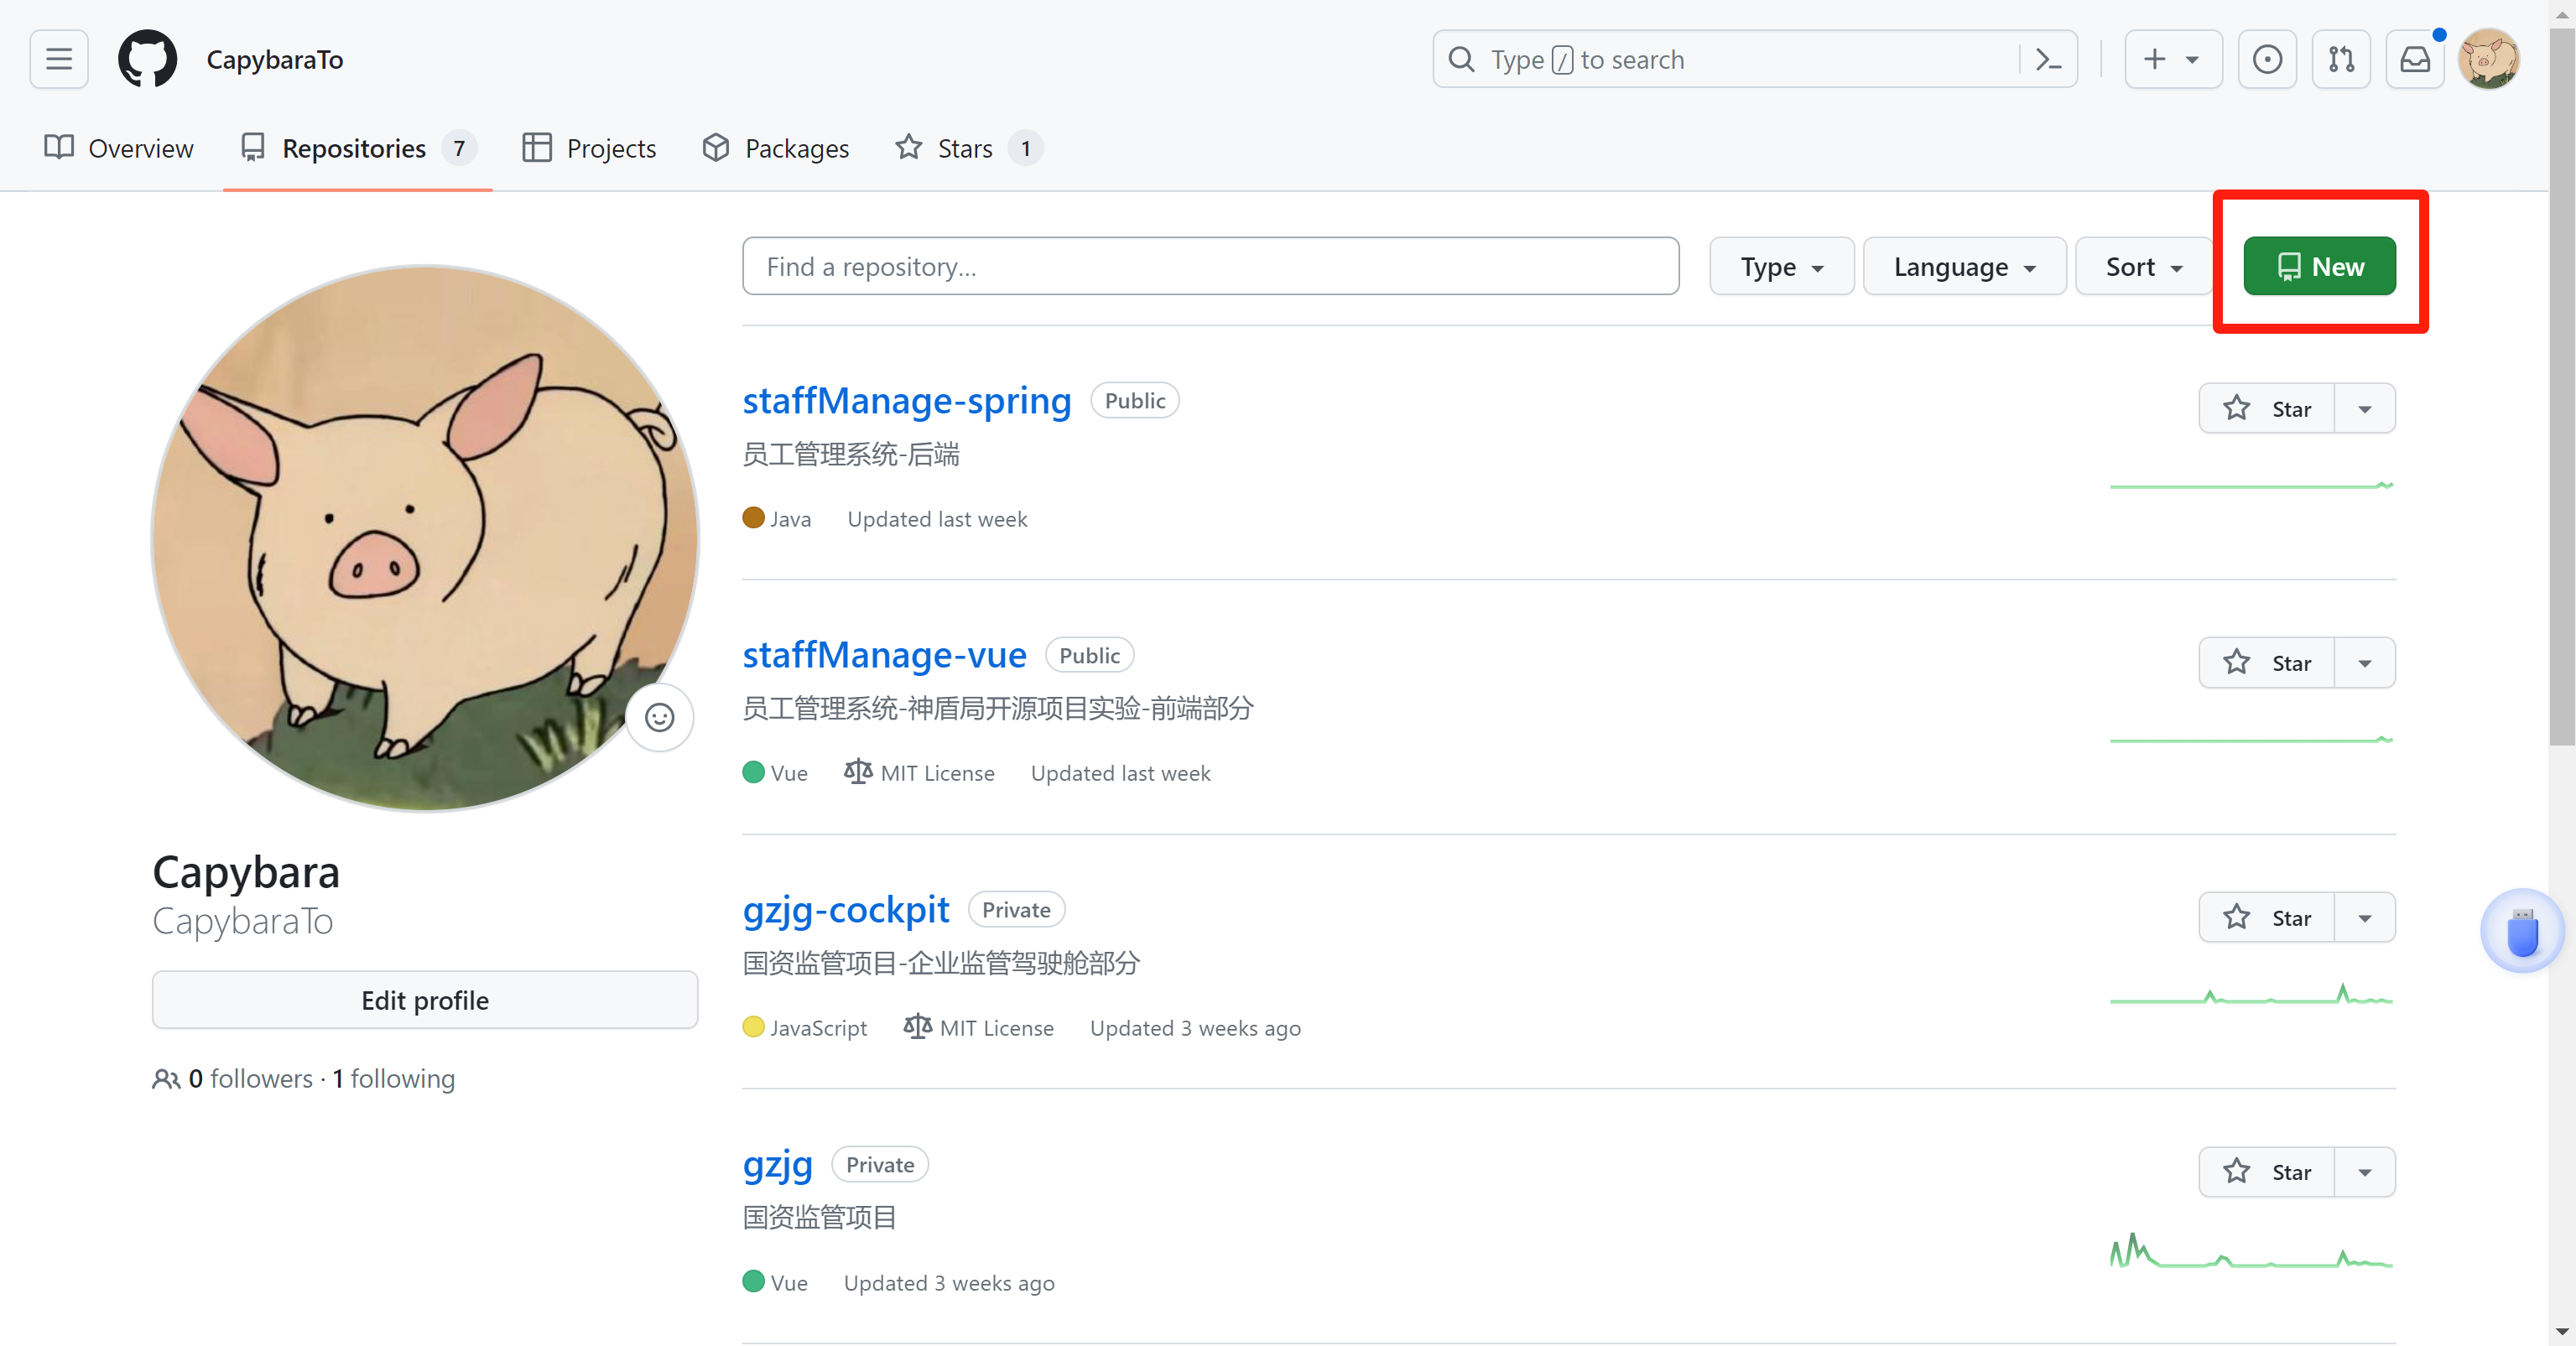 CapybaraTo
Type / to search
Overview
Repositories 7
Projects
Packages
Stars 1
Find a repository...
Type
Language
Sort
New
staffManage-spring Public
员工管理系统-后端
Java Updated last week
Star
staffManage-vue Public
员工管理系统-神盾局开源项目实验-前端部分
Vue MIT License Updated last week
Star
gzjg-cockpit Private
国资监管项目-企业监管驾驶舱部分
JavaScript MIT License Updated 3 weeks ago
Star
gzjg Private
国资监管项目
Vue Updated 3 weeks ago
Star
Capybara
CapybaraTo
Edit profile
0 followers · 1 following